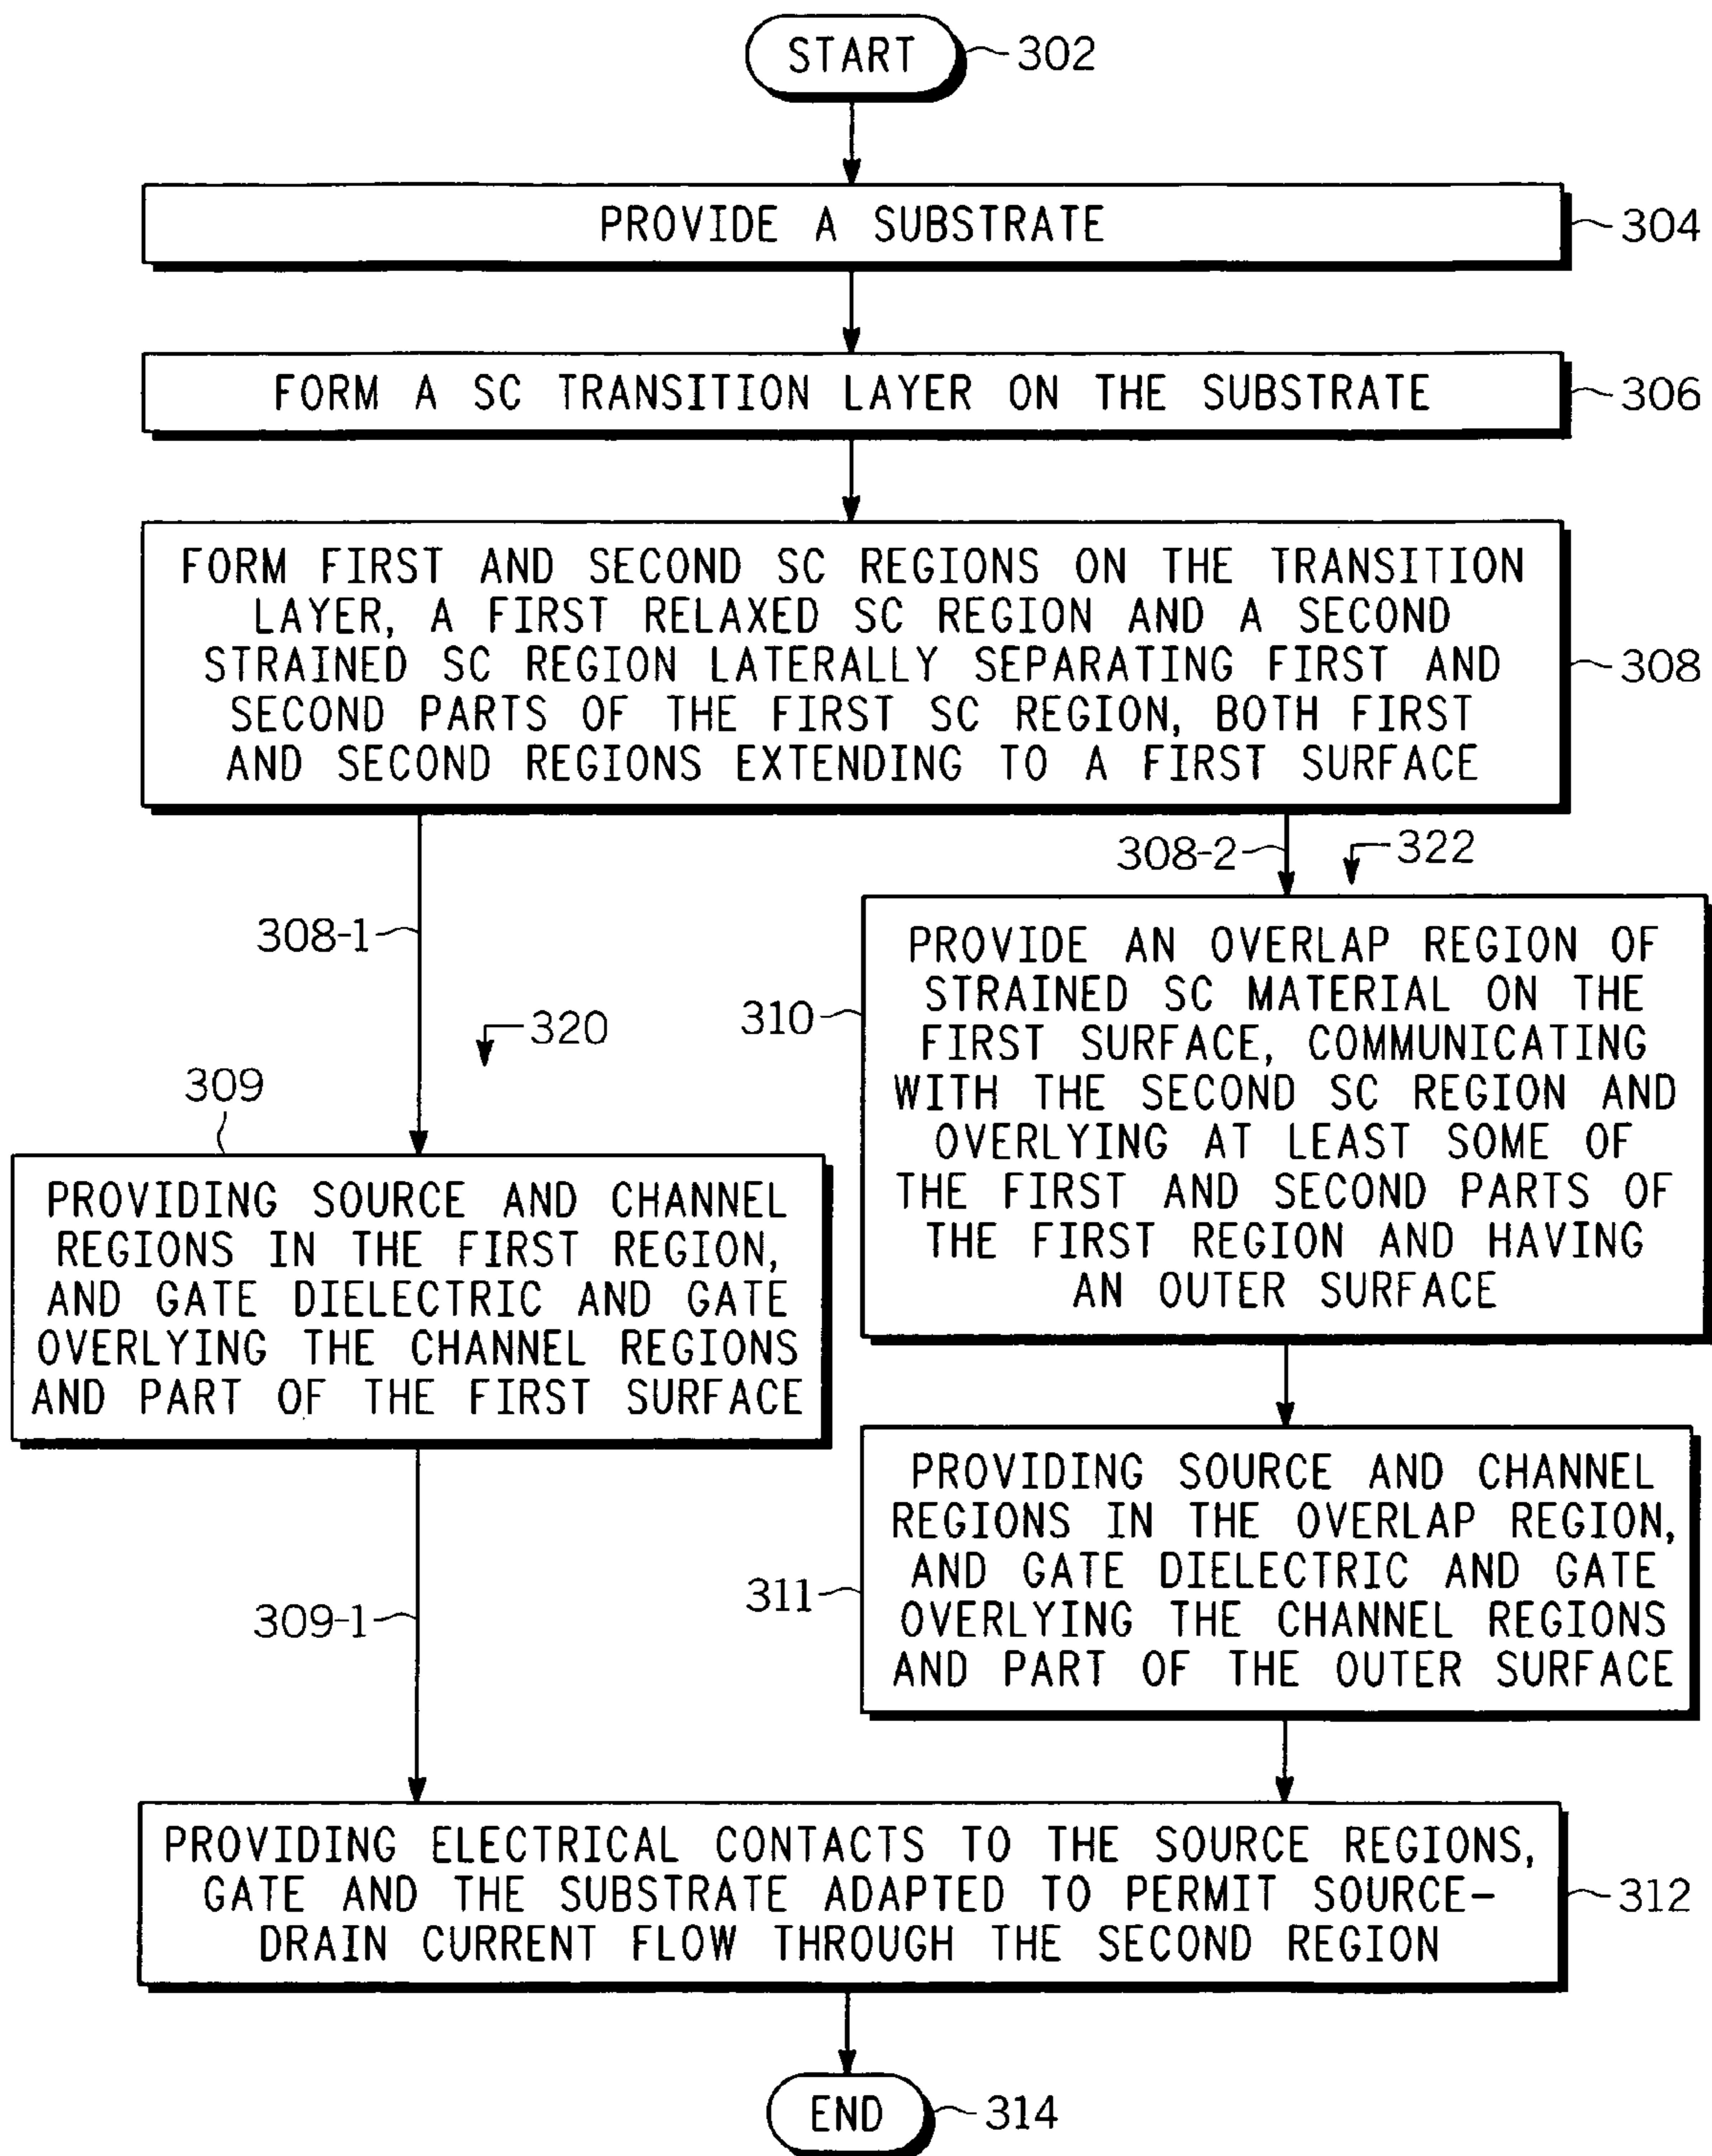 START
302
PROVIDE A SUBSTRATE
304
FORM A SC TRANSITION LAYER ON THE SUBSTRATE
306
FORM FIRST AND SECOND SC REGIONS ON THE TRANSITION
LAYER, A FIRST RELAXED SC REGION AND A SECOND
STRAINED SC REGION LATERALLY SEPARATING FIRST AND
SECOND PARTS OF THE FIRST SC REGION, BOTH FIRST
AND SECOND REGIONS EXTENDING TO A FIRST SURFACE
308
308-1
320
309
PROVIDING SOURCE AND CHANNEL
REGIONS IN THE FIRST REGION,
AND GATE DIELECTRIC AND GATE
OVERLYING THE CHANNEL REGIONS
AND PART OF THE FIRST SURFACE
309-1
308-2
322
310
PROVIDE AN OVERLAP REGION OF
STRAINED SC MATERIAL ON THE
FIRST SURFACE, COMMUNICATING
WITH THE SECOND SC REGION AND
OVERLYING AT LEAST SOME OF
THE FIRST AND SECOND PARTS OF
THE FIRST REGION AND HAVING
AN OUTER SURFACE
311
PROVIDING SOURCE AND CHANNEL
REGIONS IN THE OVERLAP REGION,
AND GATE DIELECTRIC AND GATE
OVERLYING THE CHANNEL REGIONS
AND PART OF THE OUTER SURFACE
PROVIDING ELECTRICAL CONTACTS TO THE SOURCE REGIONS,
GATE AND THE SUBSTRATE ADAPTED TO PERMIT SOURCE-
DRAIN CURRENT FLOW THROUGH THE SECOND REGION
312
END
314